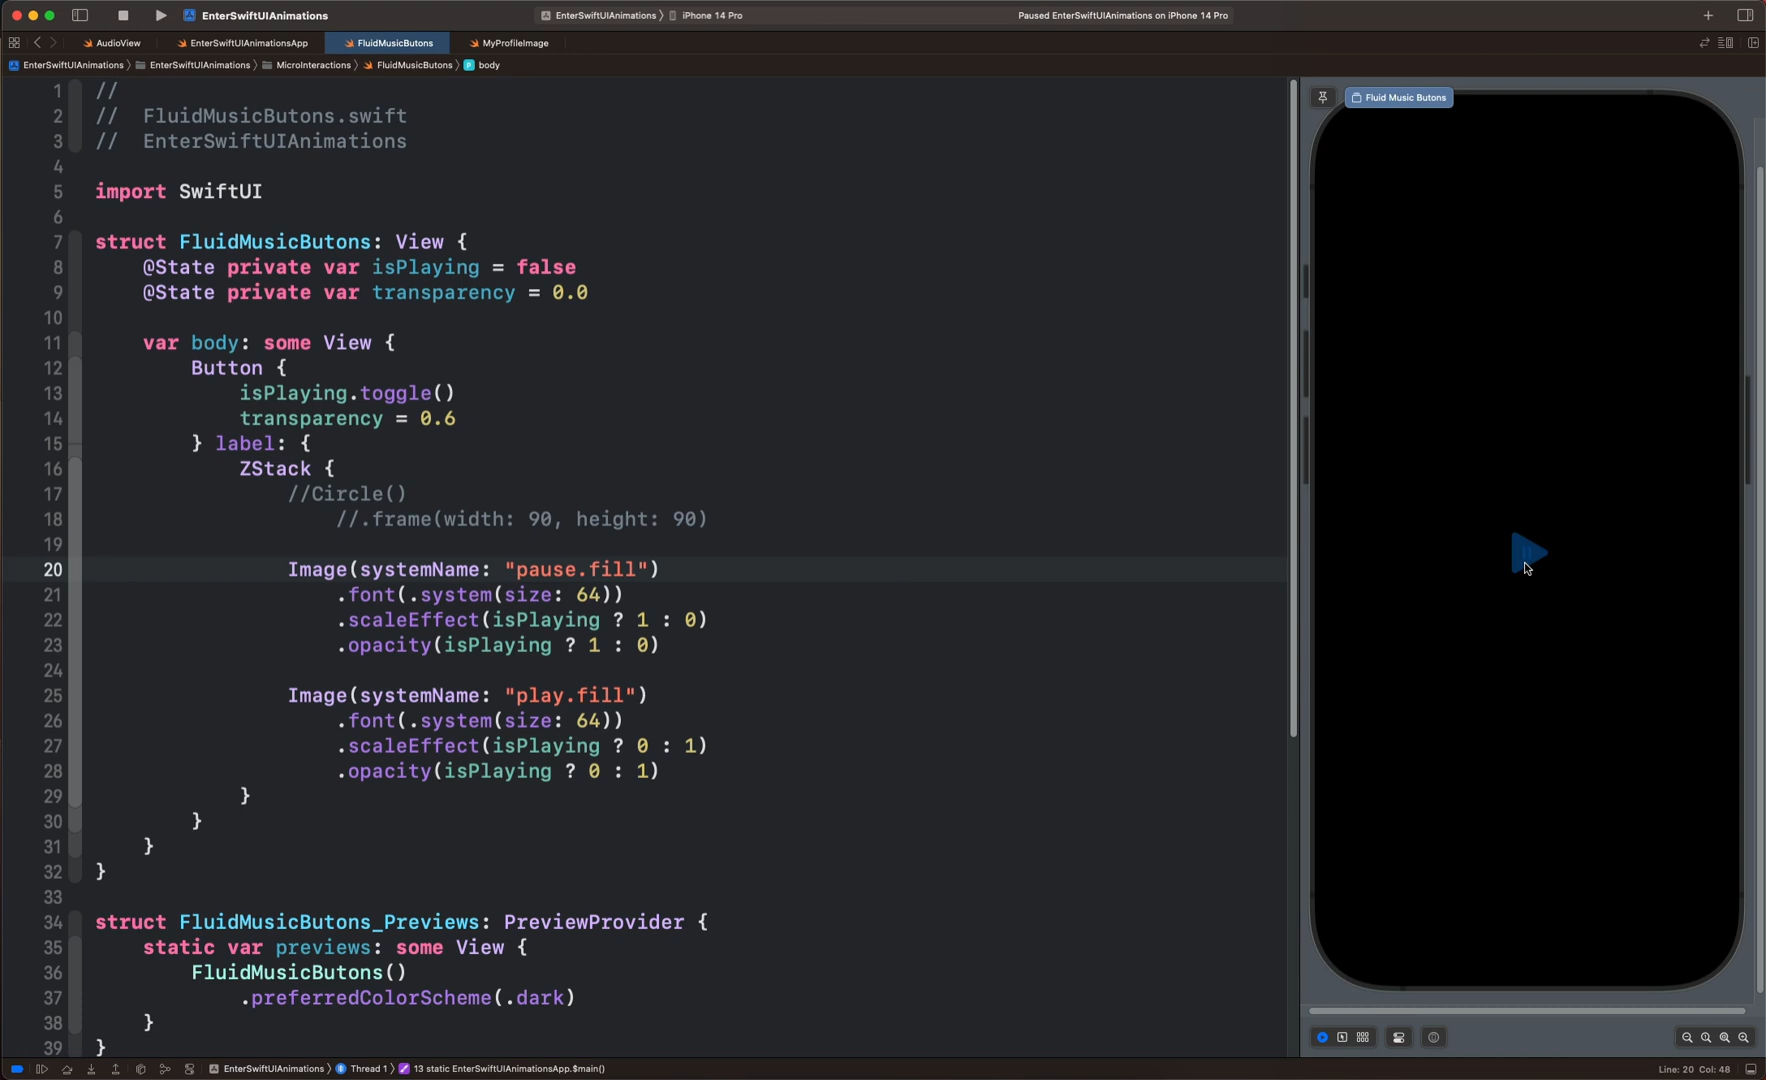 EnterSwiftUIAnimations
EnterSwiftUIAnimations 〉 iPhone 14 Pro
Paused EnterSwiftUIAnimations on iPhone 14 Pro
AudioView
EnterSwiftUIAnimationsApp
FluidMusicButons
MyProfileImage
EnterSwiftUIAnimations 〉 EnterSwiftUIAnimations 〉 MicroInteractions 〉 FluidMusicButons 〉 p body
1 //
2 // FluidMusicButons.swift
3 // EnterSwiftUIAnimations
4
5 import SwiftUI
6
7 struct FluidMusicButons: View {
8 @State private var isPlaying = false
9 @State private var transparency = 0.0
10
11 var body: some View {
12 Button {
13 isPlaying.toggle()
14 transparency = 0.6
15 } label: {
16 ZStack {
17 //Circle()
18 //.frame(width: 90, height: 90)
19
20 Image(systemName: "pause.fill")
21 .font(.system(size: 64))
22 .scaleEffect(isPlaying ? 1 : 0)
23 .opacity(isPlaying ? 1 : 0)
24
25 Image(systemName: "play.fill")
26 .font(.system(size: 64))
27 .scaleEffect(isPlaying ? 0 : 1)
28 .opacity(isPlaying ? 0 : 1)
29 }
30 }
31 }
32 }
33
34 struct FluidMusicButons_Previews: PreviewProvider {
35 static var previews: some View {
36 FluidMusicButons()
37 .preferredColorScheme(.dark)
38 }
39 }
Fluid Music Butons
EnterSwiftUIAnimations 〉 Thread 1 〉 13 static EnterSwiftUIAnimationsApp.$main()
Line: 20 Col: 48